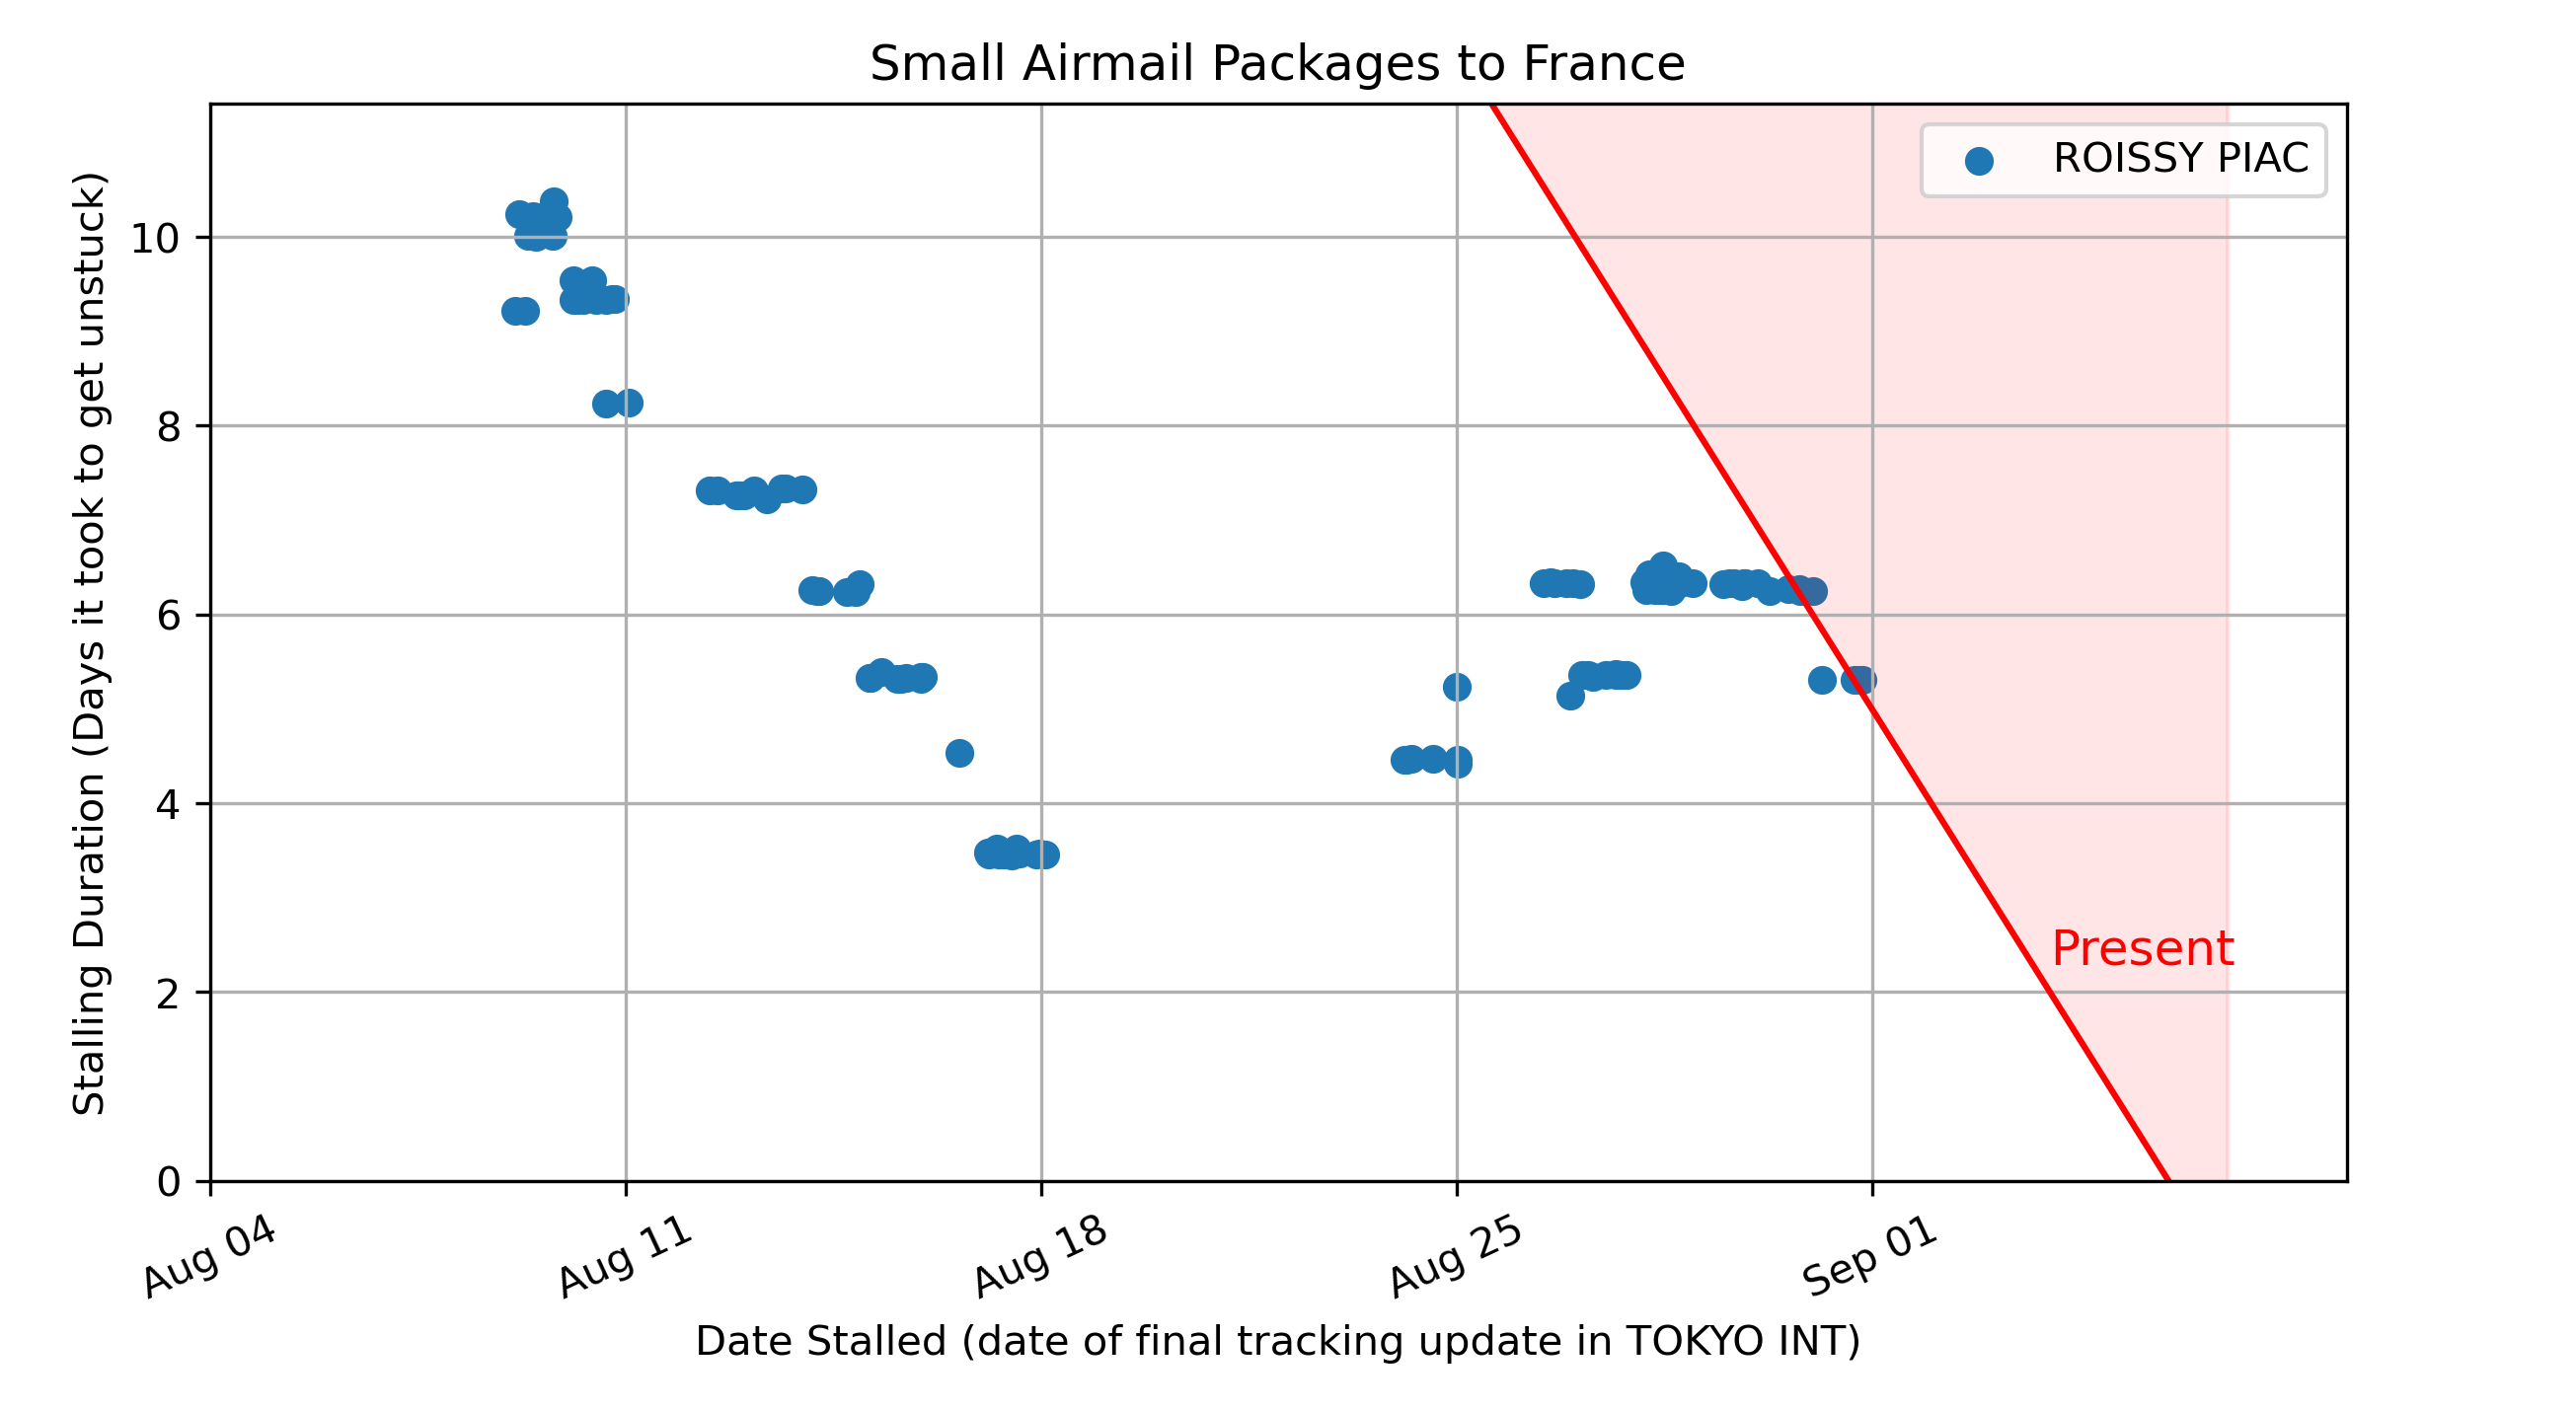 Small Airmail Packages to France
ROISSY PIAC
Stalling Duration (Days it took to get unstuck)
10
8
6
4
2
0
Present
Aug 04
Aug 11
Aug 18
Aug 25
Sep 01
Date Stalled (date of final tracking update in TOKYO INT)